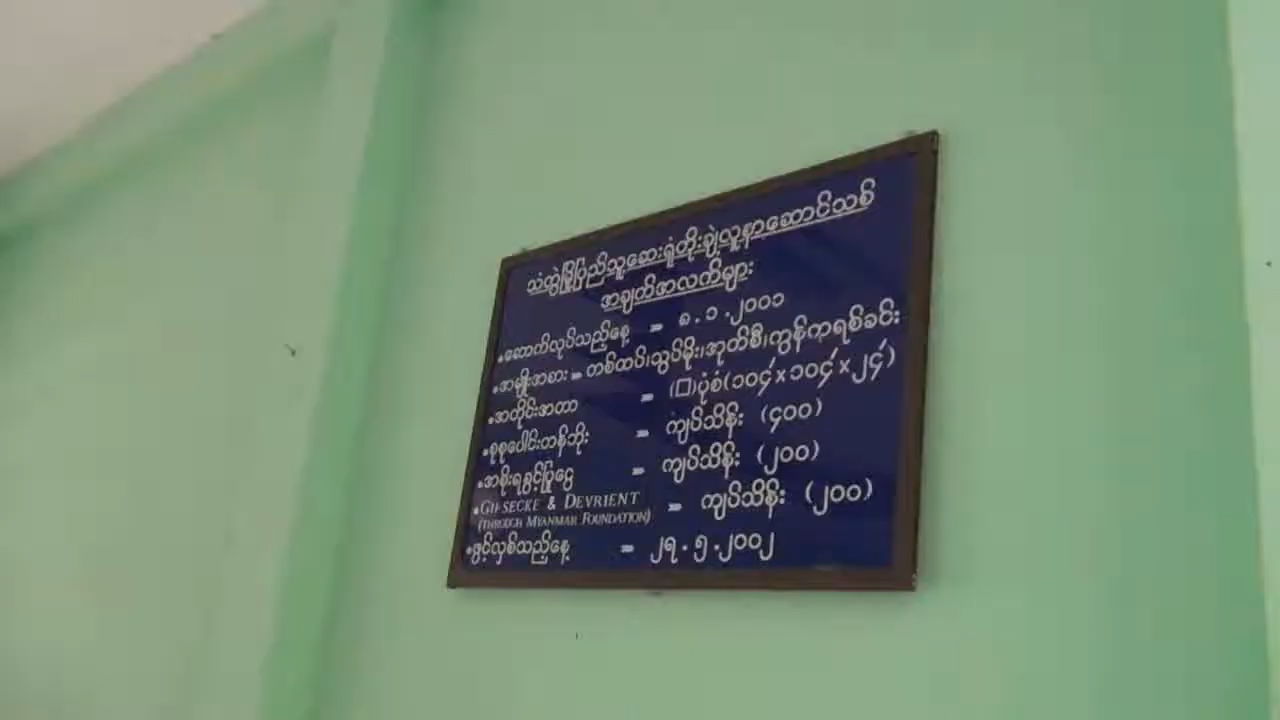 သံတွဲမြို့ပြည်သူ့ဆေးရုံတိုးချဲ့လူနာဆောင်သစ်
အချက်အလက်များ
•ဆောက်လုပ်သည့်နေ့ = ၈.၁.၂၀၀၁
•အမျိုးအစား = တစ်ထပ်၊သွပ်မိုး၊အုတ်စီ၊ကွန်ကရစ်ခင်း
•အတိုင်းအတာ = (□)ပုံစံ(၁၀၄'×၁၀၄'×၂၄')
•စုစုပေါင်းတန်ဘိုး = ကျပ်သိန်း (၄၀၀)
•အစိုးရခွင့်ပြုငွေ = ကျပ်သိန်း (၂၀၀)
•GIESECKE & DEVRIENT = ကျပ်သိန်း (၂၀၀)
(THROUGH MYANMAR FOUNDATION)
•ဖွင့်လှစ်သည့်နေ့ = ၂၅.၅.၂၀၀၂